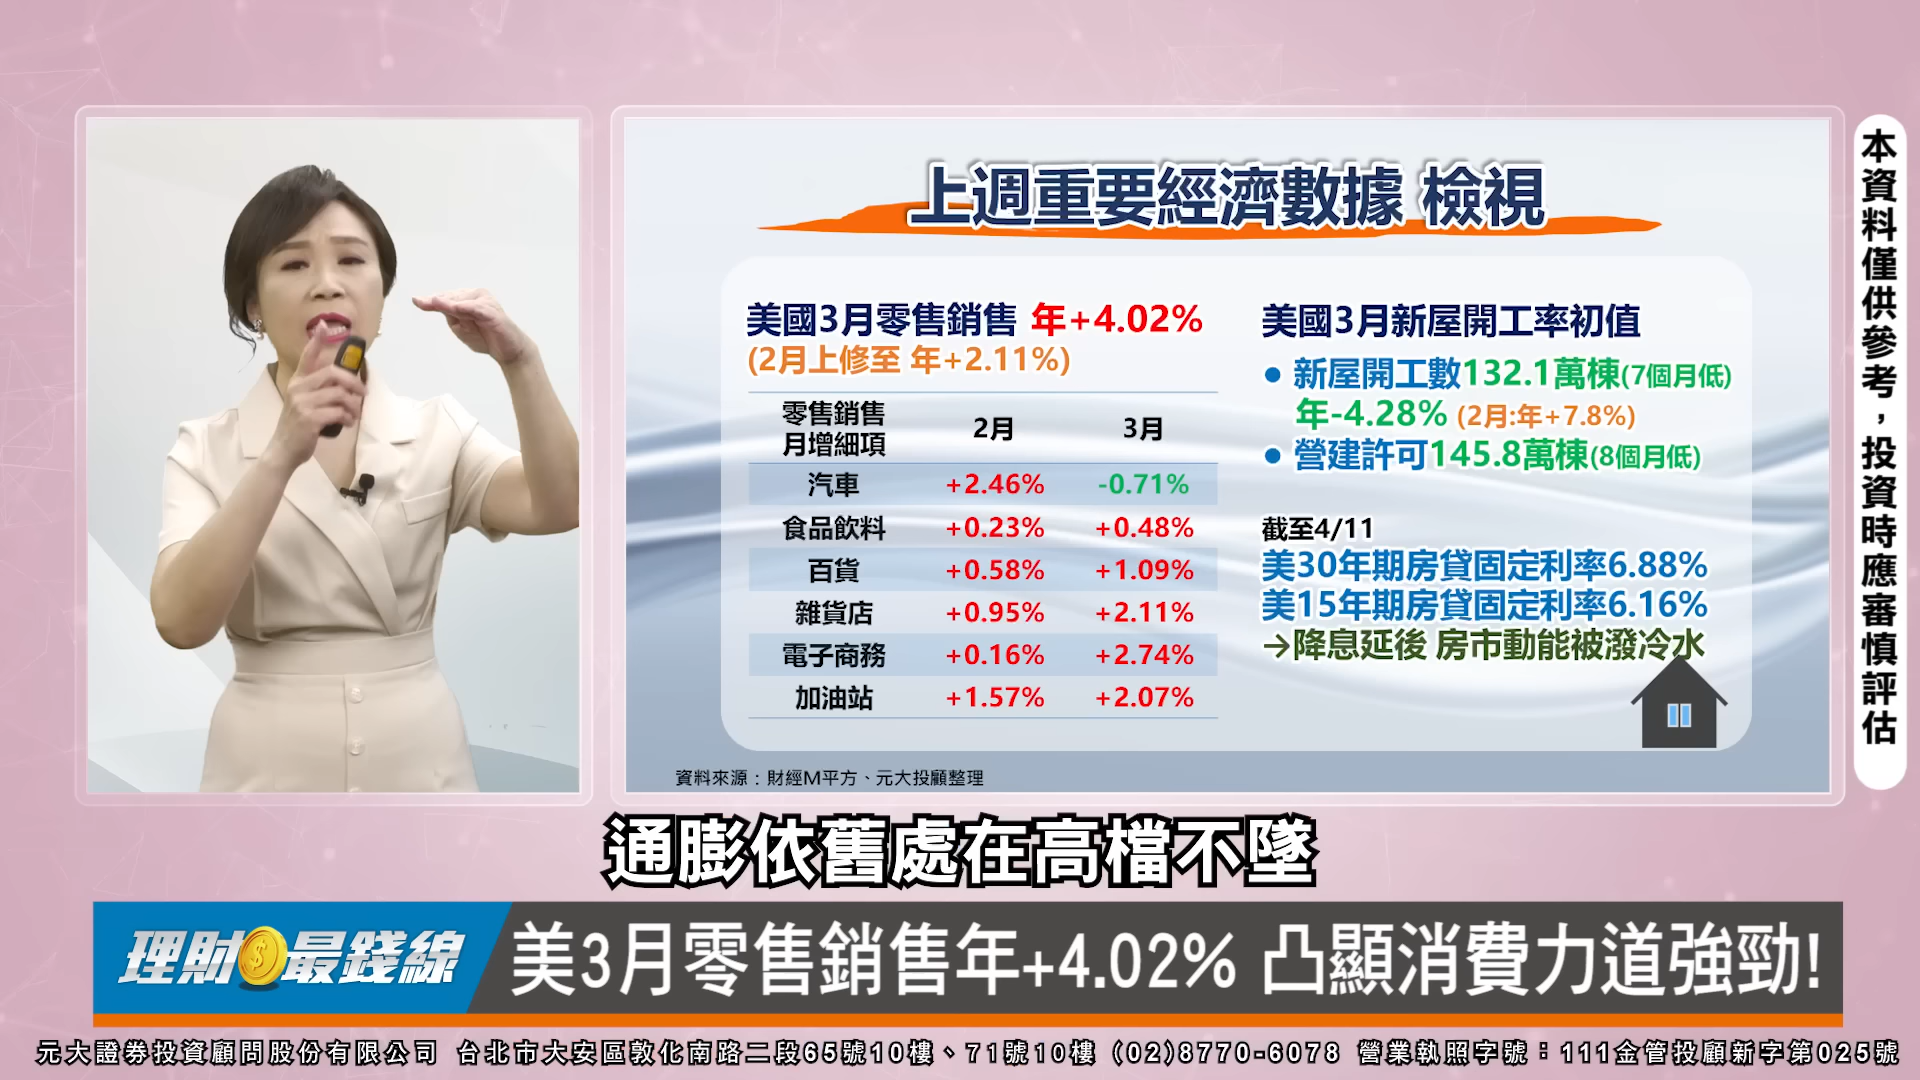 上週重要經濟數據 檢視
美國3月零售銷售 年+4.02%
(2月上修至 年+2.11%)
零售銷售
月增細項 2月 3月
汽車 +2.46% -0.71%
食品飲料 +0.23% +0.48%
百貨 +0.58% +1.09%
雜貨店 +0.95% +2.11%
電子商務 +0.16% +2.74%
加油站 +1.57% +2.07%
美國3月新屋開工率初值
● 新屋開工數132.1萬棟(7個月低)
年-4.28% (2月:年+7.8%)
● 營建許可145.8萬棟(8個月低)
截至4/11
美30年期房貸固定利率6.88%
美15年期房貸固定利率6.16%
→降息延後 房市動能被潑冷水
資料來源：財經M平方、元大投顧整理
本資料僅供參考，投資時應審慎評估
通膨依舊處在高檔不墜
理財$最錢線
美3月零售銷售年+4.02% 凸顯消費力道強勁!
元大證券投資顧問股份有限公司 台北市大安區敦化南路二段65號10樓、71號10樓 (02)8770-6078 營業執照字號：111金管投顧新字第025號